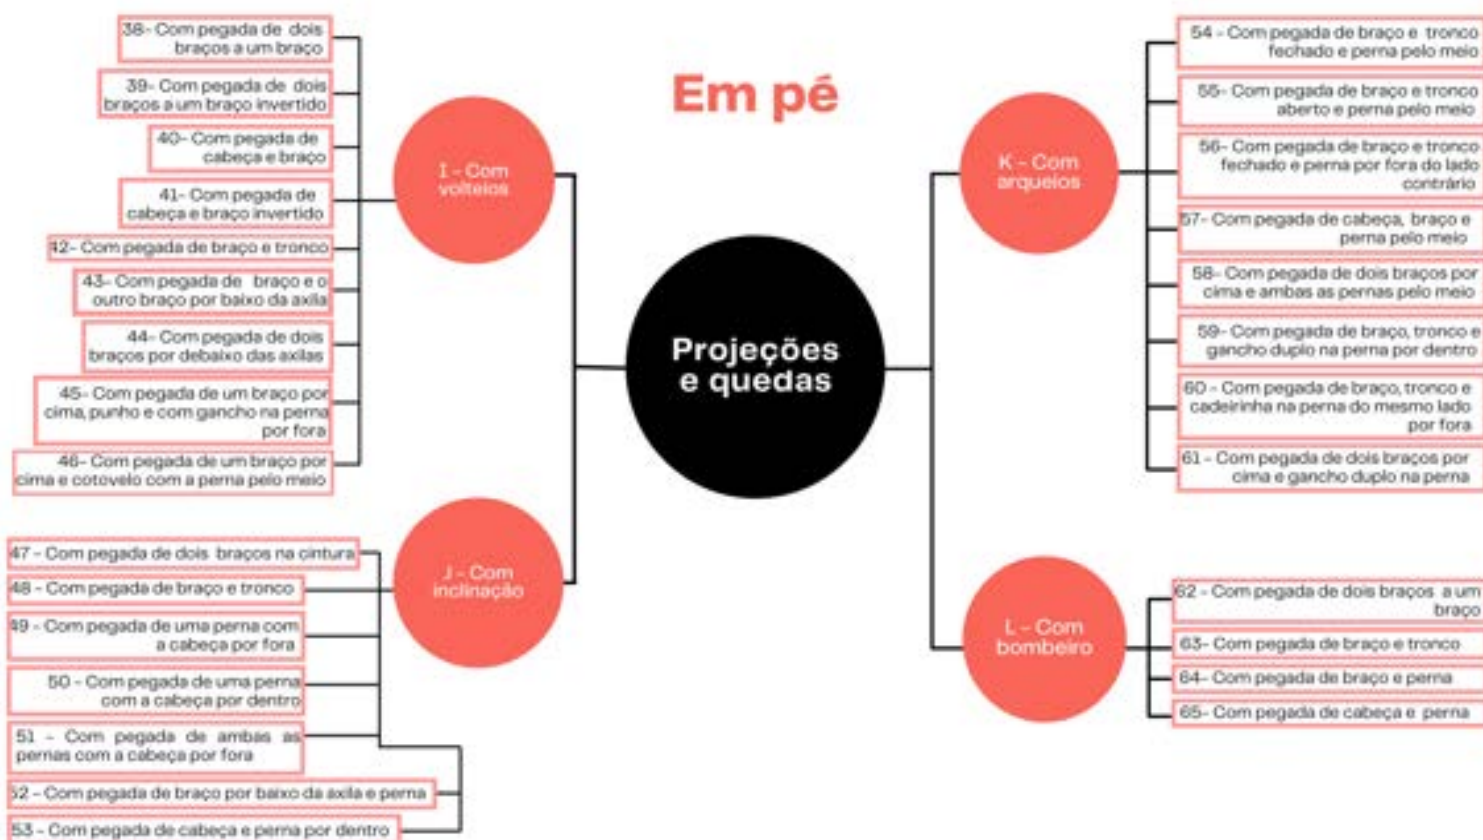 Em pé
Projeções
e quedas
I - Com
volteios
38- Com pegada de dois
braços a um braço
39- Com pegada de dois
braços a um braço invertido
40- Com pegada de
cabeça e braço
41- Com pegada de
cabeça e braço invertido
42- Com pegada de braço e tronco
43- Com pegada de braço e o
outro braço por baixo da axila
44- Com pegada de dois
braços por debaixo das axilas
45- Com pegada de um braço por
cima, punho e com gancho na perna
por fora
46- Com pegada de um braço por
cima e cotovelo com a perna pelo meio
J - Com
inclinação
47 - Com pegada de dois braços na cintura
48 - Com pegada de braço e tronco
49 - Com pegada de uma perna com
a cabeça por fora
50 - Com pegada de uma perna
com a cabeça por dentro
51 - Com pegada de ambas as
pernas com a cabeça por fora
52 - Com pegada de braço por baixo da axila e perna
53 - Com pegada de cabeça e perna por dentro
K - Com
arqueios
54 - Com pegada de braço e tronco
fechado e perna pelo meio
55- Com pegada de braço e tronco
aberto e perna pelo meio
56- Com pegada de braço e tronco
fechado e perna por fora do lado
contrário
57- Com pegada de cabeça, braço e
perna pelo meio
58- Com pegada de dois braços por
cima e ambas as pernas pelo meio
59- Com pegada de braço, tronco e
gancho duplo na perna por dentro
60 - Com pegada de braço, tronco e
cadeirinha na perna do mesmo lado
por fora
61 - Com pegada de dois braços por
cima e gancho duplo na perna
L - Com
bombeiro
62 - Com pegada de dois braços a um
braço
63- Com pegada de braço e tronco
64- Com pegada de braço e perna
65- Com pegada de cabeça e perna